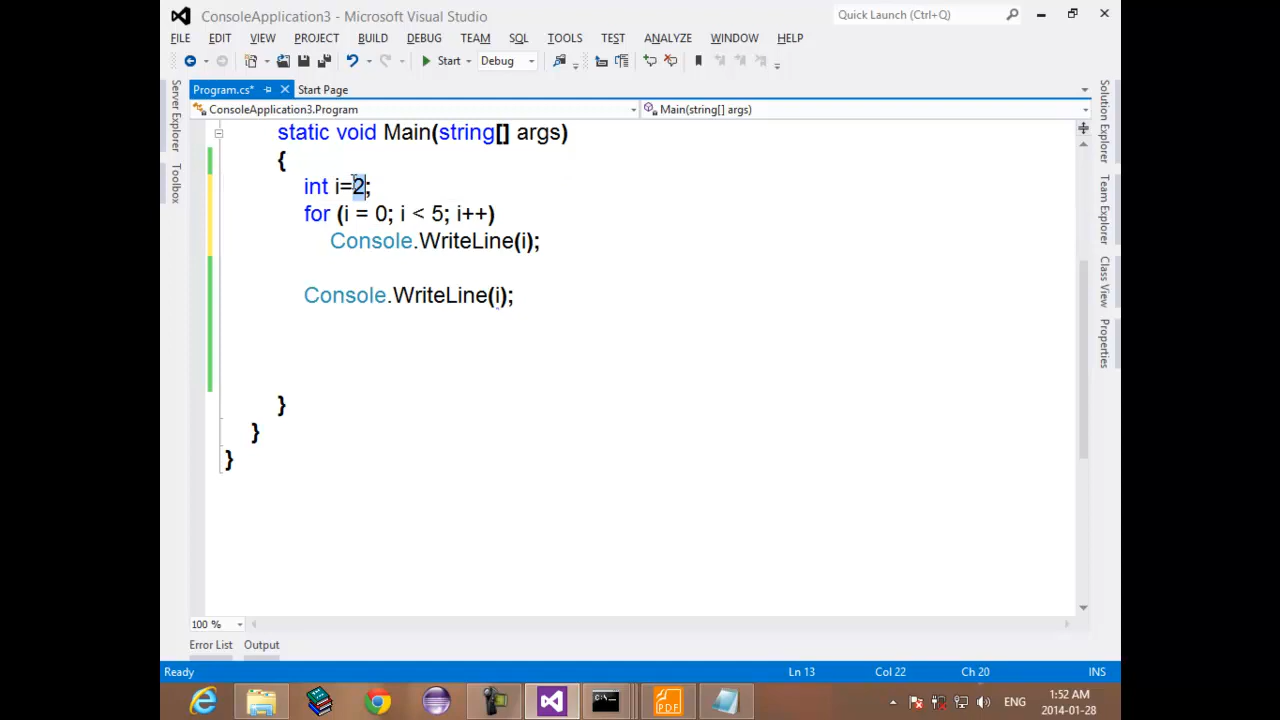 ConsoleApplication3 - Microsoft Visual Studio
Quick Launch (Ctrl+Q)
FILE EDIT VIEW PROJECT BUILD DEBUG TEAM SQL TOOLS TEST ANALYZE WINDOW HELP
Start Debug
Program.cs* Start Page
ConsoleApplication3.Program Main(string[] args)
static void Main(string[] args)
{
int i=2;
for (i = 0; i < 5; i++)
Console.WriteLine(i);
Console.WriteLine(i);
}
}
}
Server Explorer
Toolbox
Solution Explorer
Team Explorer
Class View
Properties
100 %
Error List Output
Ready Ln 13 Col 22 Ch 20 INS
PDF
ENG
1:52 AM
2014-01-28